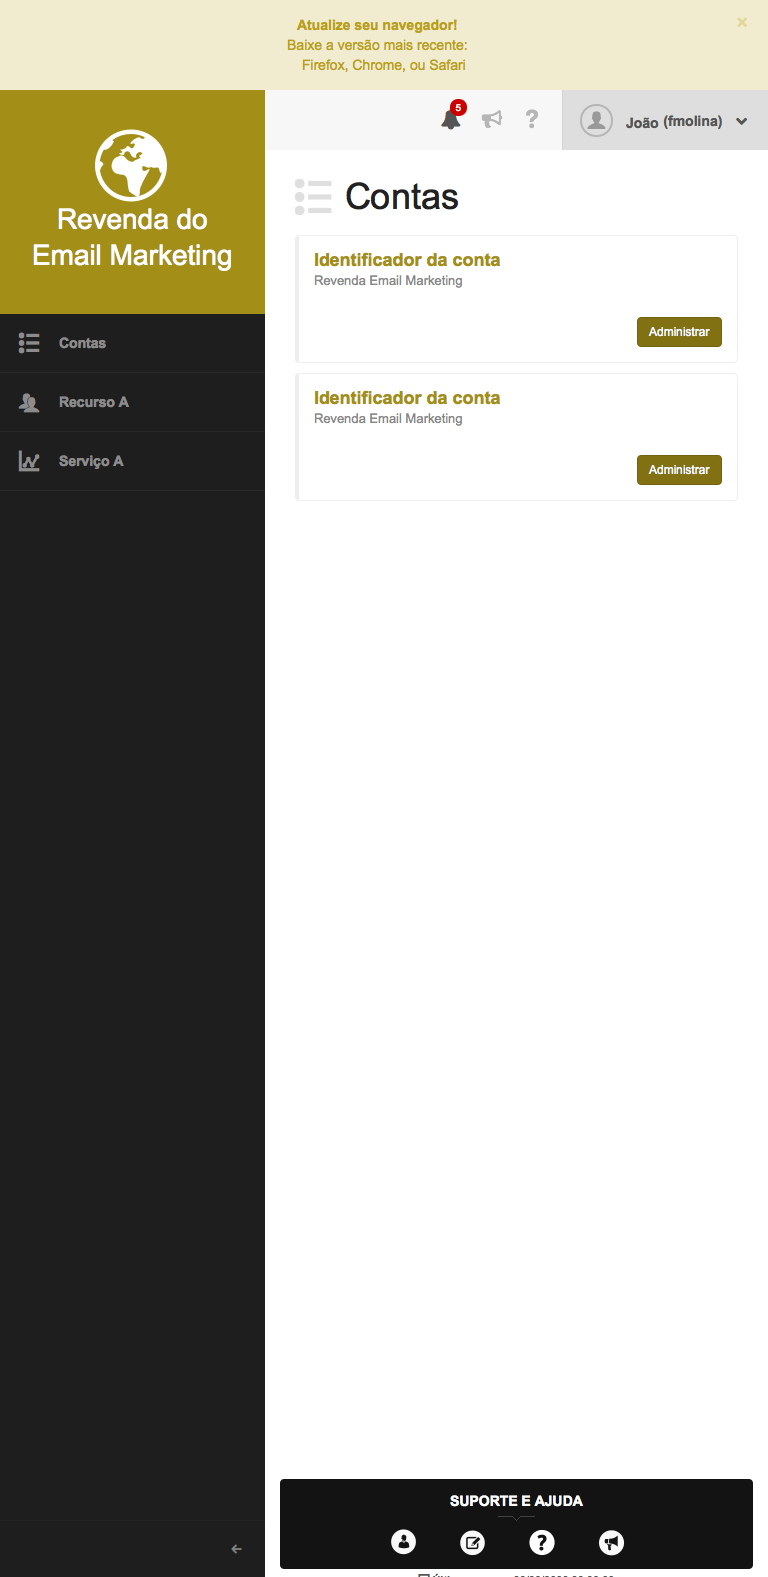 Atualize seu navegador!
×
Baixe a versão mais recente:
Firefox, Chrome, ou Safari
5
João (fmolina)
Revenda do
Email Marketing
Contas
Recurso A
Serviço A
Contas
Identificador da conta
Revenda Email Marketing
Administrar
Identificador da conta
Revenda Email Marketing
Administrar
SUPORTE E AJUDA